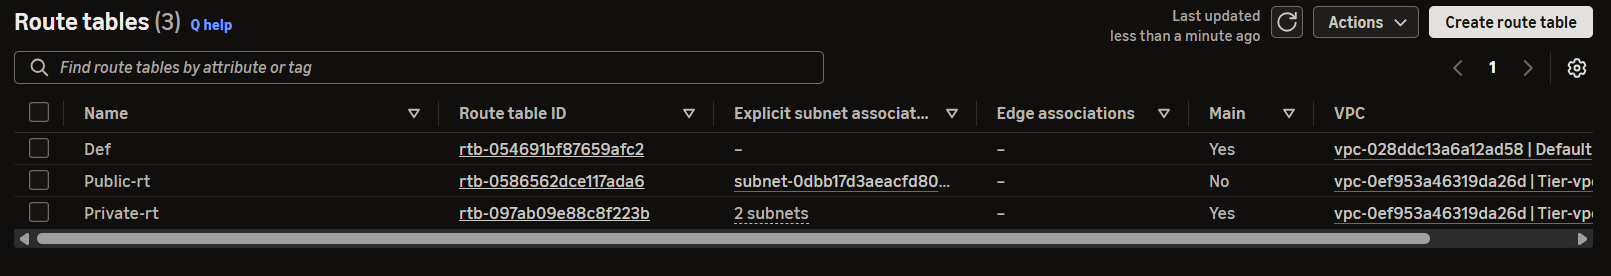 Route tables (3) Q help
Last updated
less than a minute ago
Actions
Create route table
Find route tables by attribute or tag
1
Name Route table ID Explicit subnet associat... Edge associations Main VPC
Def rtb-054691bf87659afc2 – – Yes vpc-028ddc13a6a12ad58 | Default
Public-rt rtb-0586562dce117ada6 subnet-0dbb17d3aeacfd80... – No vpc-0ef953a46319da26d | Tier-vpc
Private-rt rtb-097ab09e88c8f223b 2 subnets – Yes vpc-0ef953a46319da26d | Tier-vpc